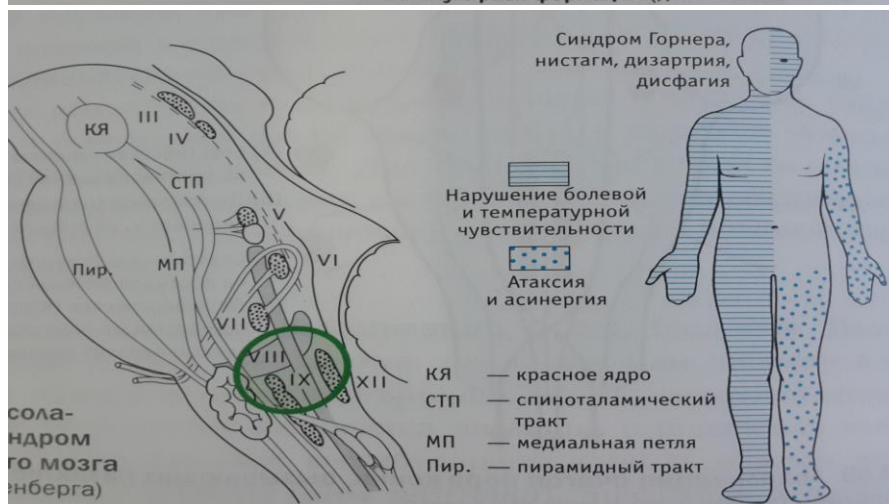 Синдром Горнера,
нистагм, дизартрия,
дисфагия
КЯ
III
IV
СТП
V
VI
Пир.
МП
VII
VIII
IX
XII
Нарушение болевой
и температурной
чувствительности
Атаксия
и асинергия
КЯ — красное ядро
СТП — спиноталамический
тракт
МП — медиальная петля
Пир. — пирамидный тракт
сола-
ндром
го мозга
енберга)